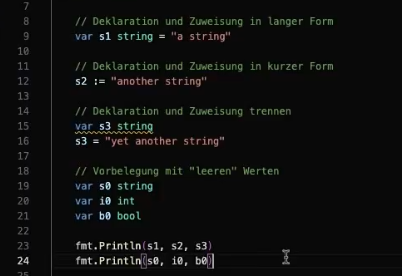 7
8 // Deklaration und Zuweisung in langer Form
9 var s1 string = "a string"
10
11 // Deklaration und Zuweisung in kurzer Form
12 s2 := "another string"
13
14 // Deklaration und Zuweisung trennen
15 var s3 string
16 s3 = "yet another string"
17
18 // Vorbelegung mit "leeren" Werten
19 var s0 string
20 var i0 int
21 var b0 bool
22
23 fmt.Println(s1, s2, s3)
24 fmt.Println(s0, i0, b0)